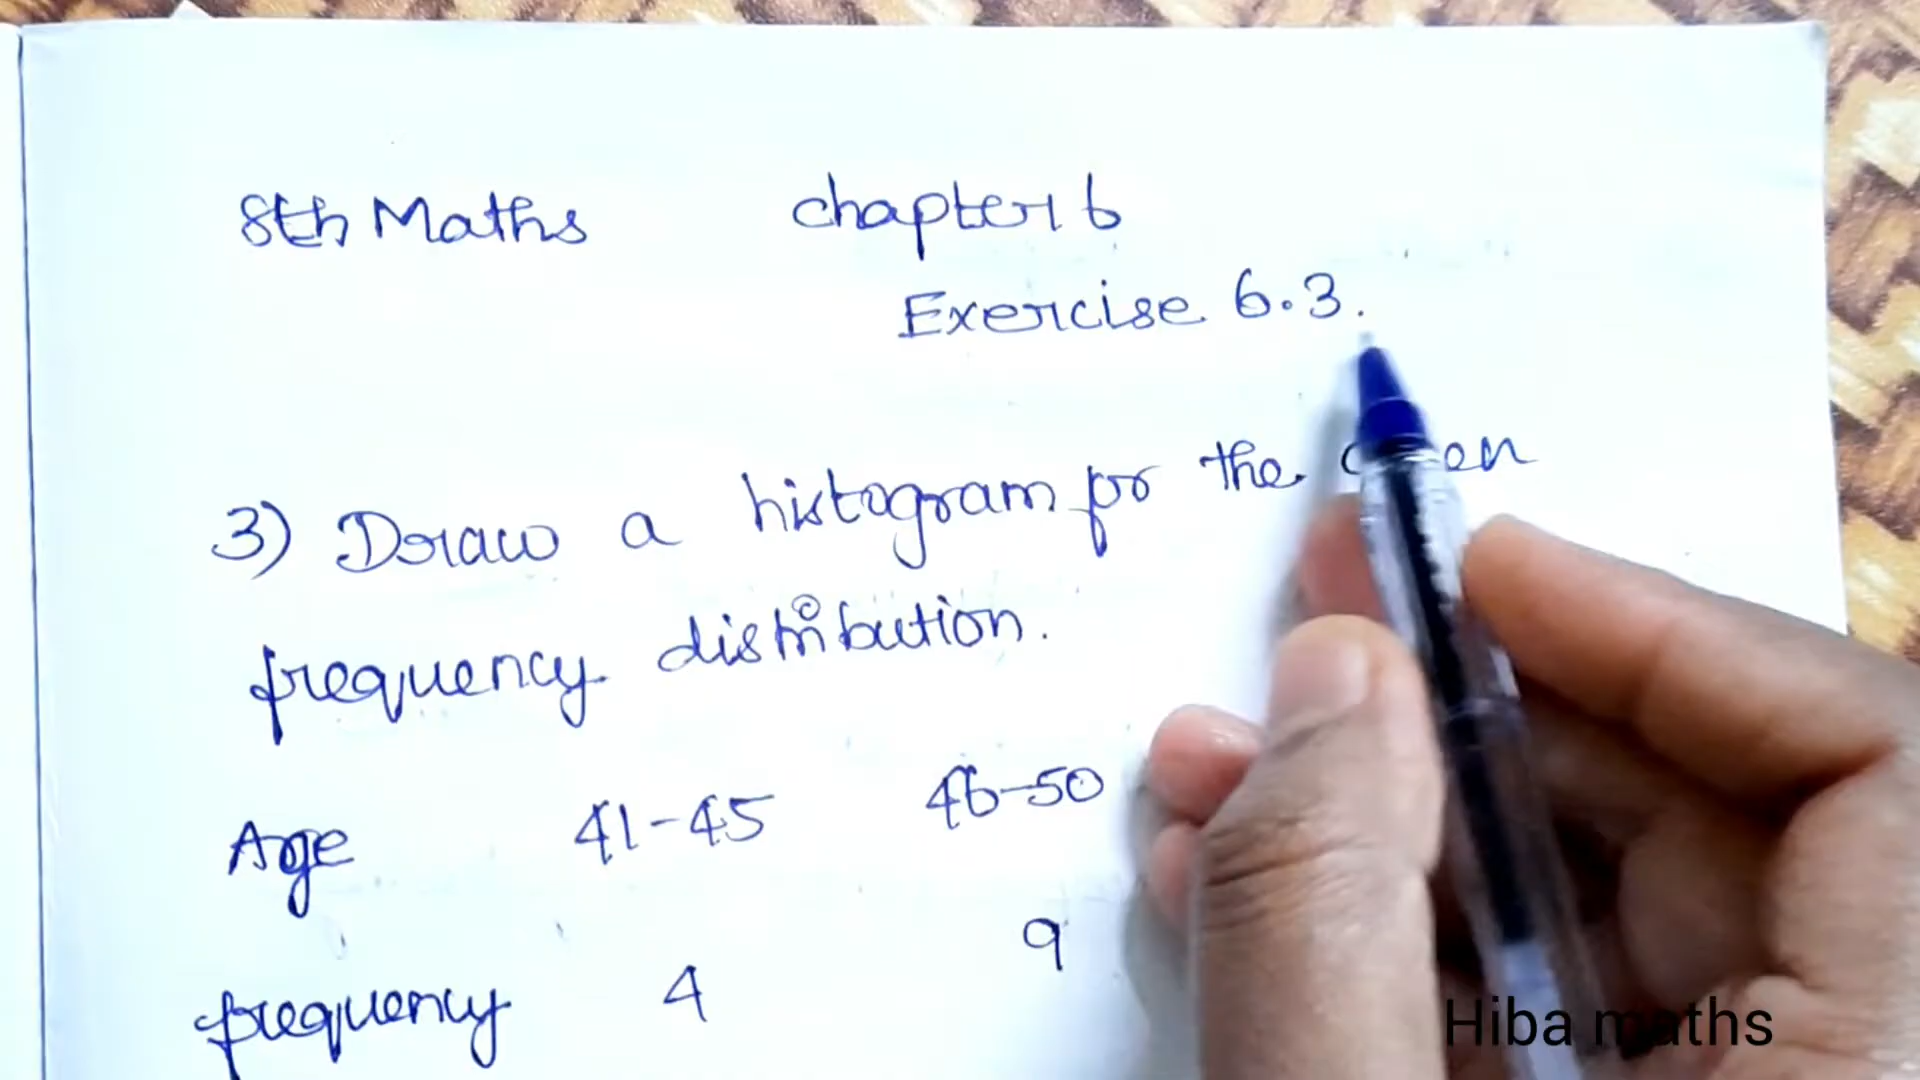 8th Maths chapter 6
Exercise 6.3.
3) Draw a histogram for the
frequency distribution.
Age 41-45 46-50
frequency 4 9
Hiba maths